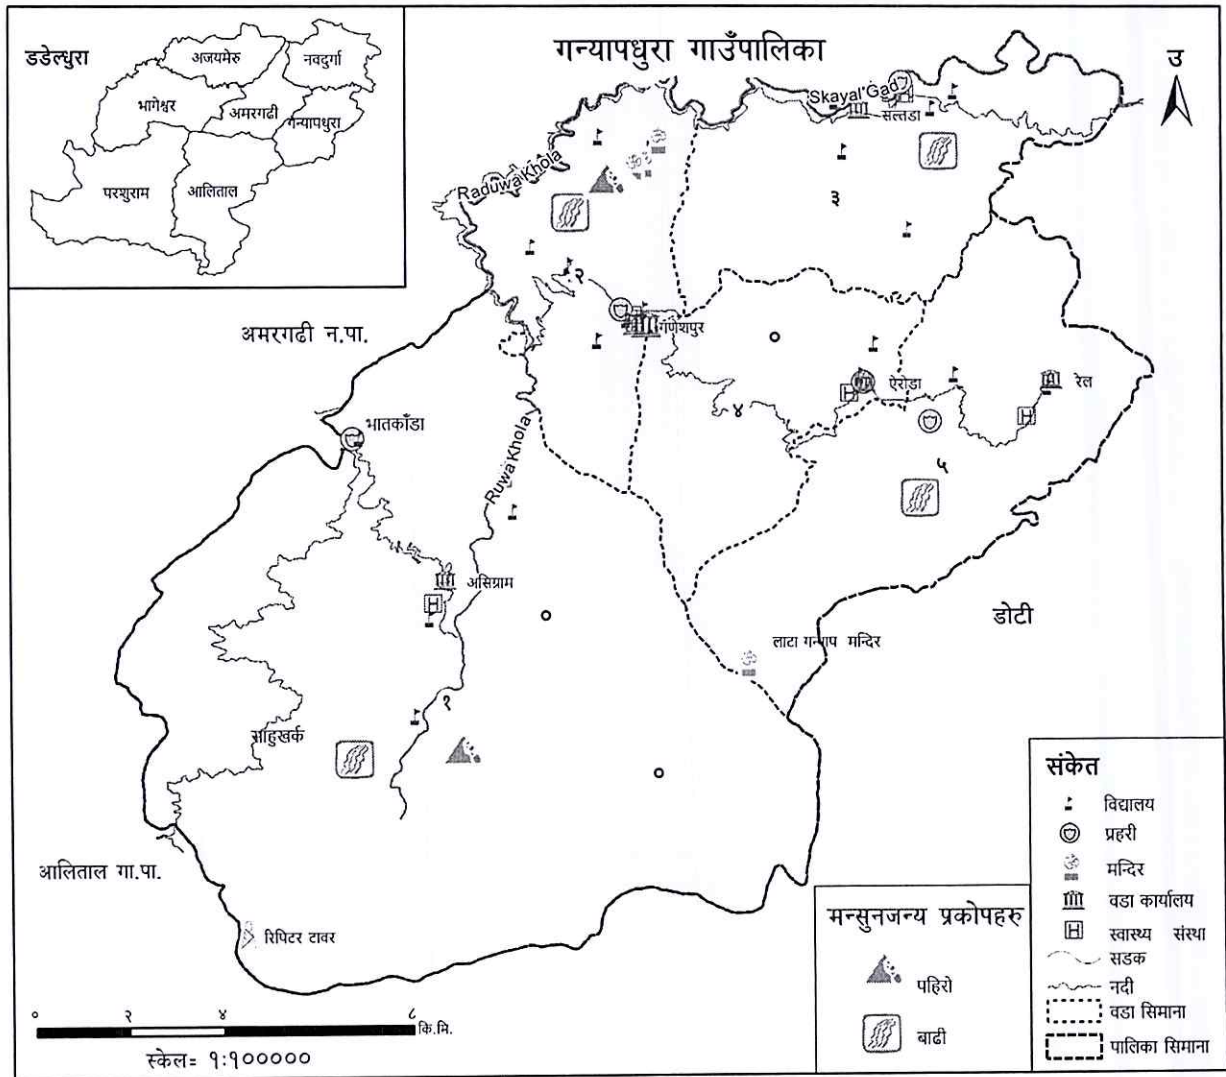 गन्यापधुरा गाउँपालिका
उ
डडेल्धुरा
अजयमेरु
नवदुर्गा
भागेश्वर
अमरगढी
गन्यापधुरा
परशुराम
आलिताल
Skayal Gad
सल्तडा
Raduwa Khola
३
२
गणेशपुर
अमरगढी न.पा.
ऐरोडा
रेल
४
भातकाँडा
Ruwa Khola
५
असिग्राम
डोटी
लाटा गन्याप मन्दिर
१
साहुखर्क
आलिताल गा.पा.
रिपिटर टावर
संकेत
विद्यालय
प्रहरी
मन्दिर
वडा कार्यालय
स्वास्थ्य संस्था
सडक
नदी
वडा सिमाना
पालिका सिमाना
मन्सुनजन्य प्रकोपहरु
पहिरो
बाढी
० २ ४ ८ कि.मि.
स्केल= १:१०००००